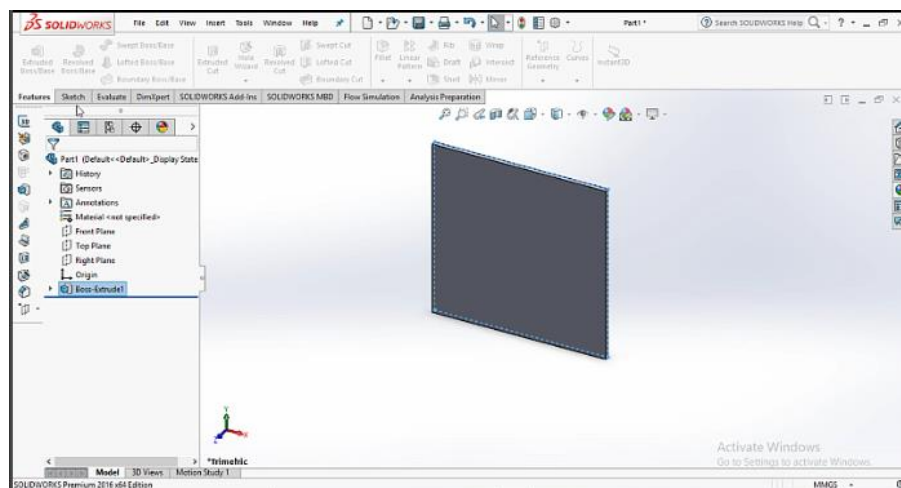 SOLIDWORKS File Edit View Insert Tools Window Help Part1 * Search SOLIDWORKS Help
Extruded Boss/Base Revolved Boss/Base Swept Boss/Base Lofted Boss/Base Boundary Boss/Base Extruded Cut Hole Wizard Revolved Cut Swept Cut Lofted Cut Boundary Cut Fillet Linear Pattern Rib Draft Shell Wrap Intersect Mirror Reference Geometry Curves Instant3D
Features Sketch Evaluate DimXpert SOLIDWORKS Add-Ins SOLIDWORKS MBD Flow Simulation Analysis Preparation
Part1 (Default<<Default>_Display State
History
Sensors
Annotations
Material <not specified>
Front Plane
Top Plane
Right Plane
Origin
Boss-Extrude1
Y
*Trimetric
Activate Windows
Go to Settings to activate Windows.
Model 3D Views Motion Study 1
SOLIDWORKS Premium 2016 x64 Edition MMGS